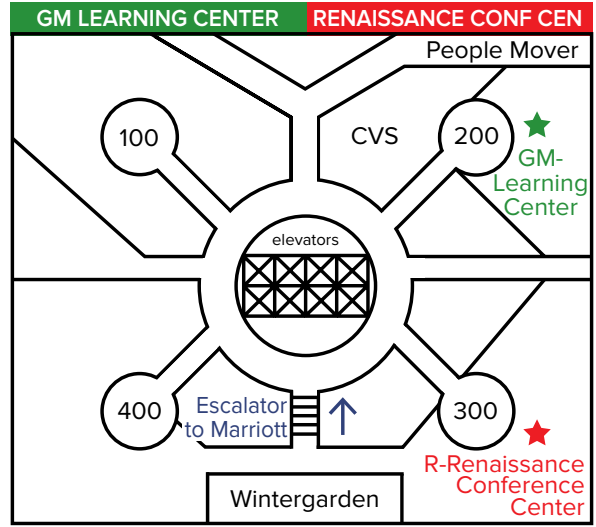 GM LEARNING CENTER
RENAISSANCE CONF CEN
People Mover
100
CVS
200
GM-
Learning
Center
elevators
400
Escalator
to Marriott
300
R-Renaissance
Conference
Center
Wintergarden